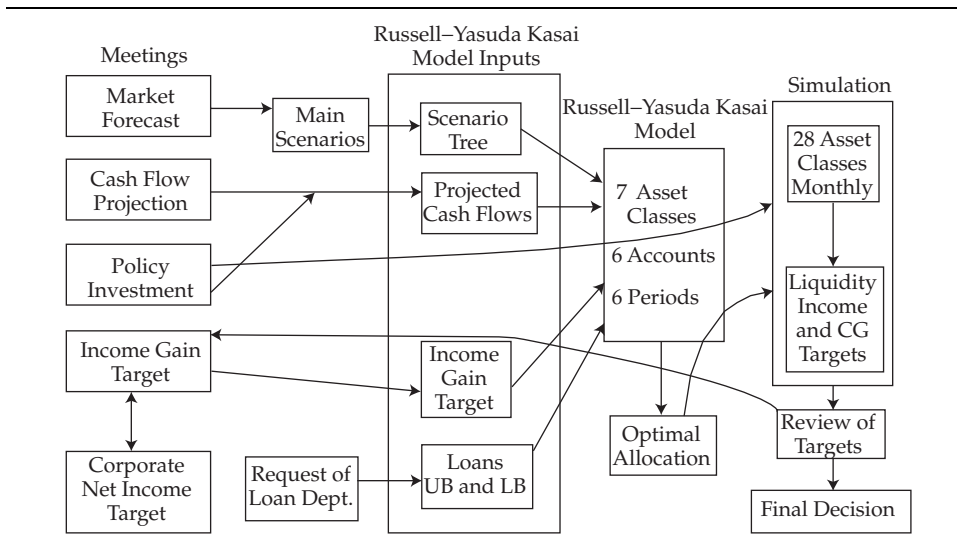 Meetings
Market
Forecast
Cash Flow
Projection
Policy
Investment
Income Gain
Target
Corporate
Net Income
Target
Main
Scenarios
Request of
Loan Dept.
Russell–Yasuda Kasai
Model Inputs
Scenario
Tree
Projected
Cash Flows
Income
Gain
Target
Loans
UB and LB
Russell–Yasuda Kasai
Model
7 Asset
Classes
6 Accounts
6 Periods
Optimal
Allocation
Simulation
28 Asset
Classes
Monthly
Liquidity
Income
and CG
Targets
Review of
Targets
Final Decision